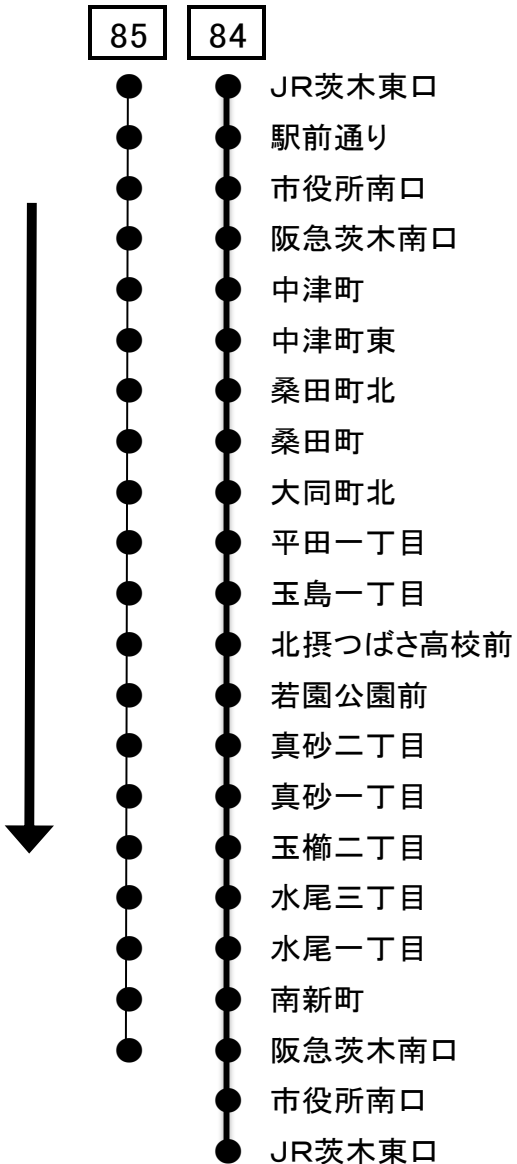 85 84
JR茨木東口
駅前通り
市役所南口
阪急茨木南口
中津町
中津町東
桑田町北
桑田町
大同町北
平田一丁目
玉島一丁目
北摂つばさ高校前
若園公園前
真砂二丁目
真砂一丁目
玉櫛二丁目
水尾三丁目
水尾一丁目
南新町
阪急茨木南口
市役所南口
JR茨木東口